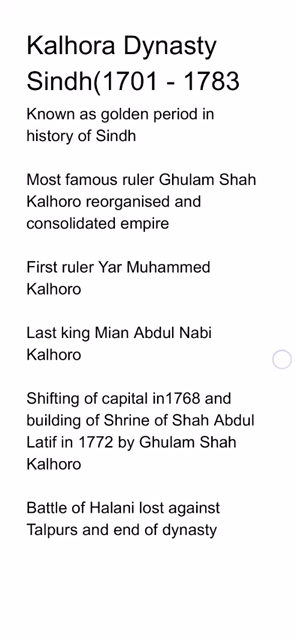 Kalhora Dynasty
Sindh(1701 - 1783
Known as golden period in
history of Sindh
Most famous ruler Ghulam Shah
Kalhoro reorganised and
consolidated empire
First ruler Yar Muhammed
Kalhoro
Last king Mian Abdul Nabi
Kalhoro
Shifting of capital in1768 and
building of Shrine of Shah Abdul
Latif in 1772 by Ghulam Shah
Kalhoro
Battle of Halani lost against
Talpurs and end of dynasty